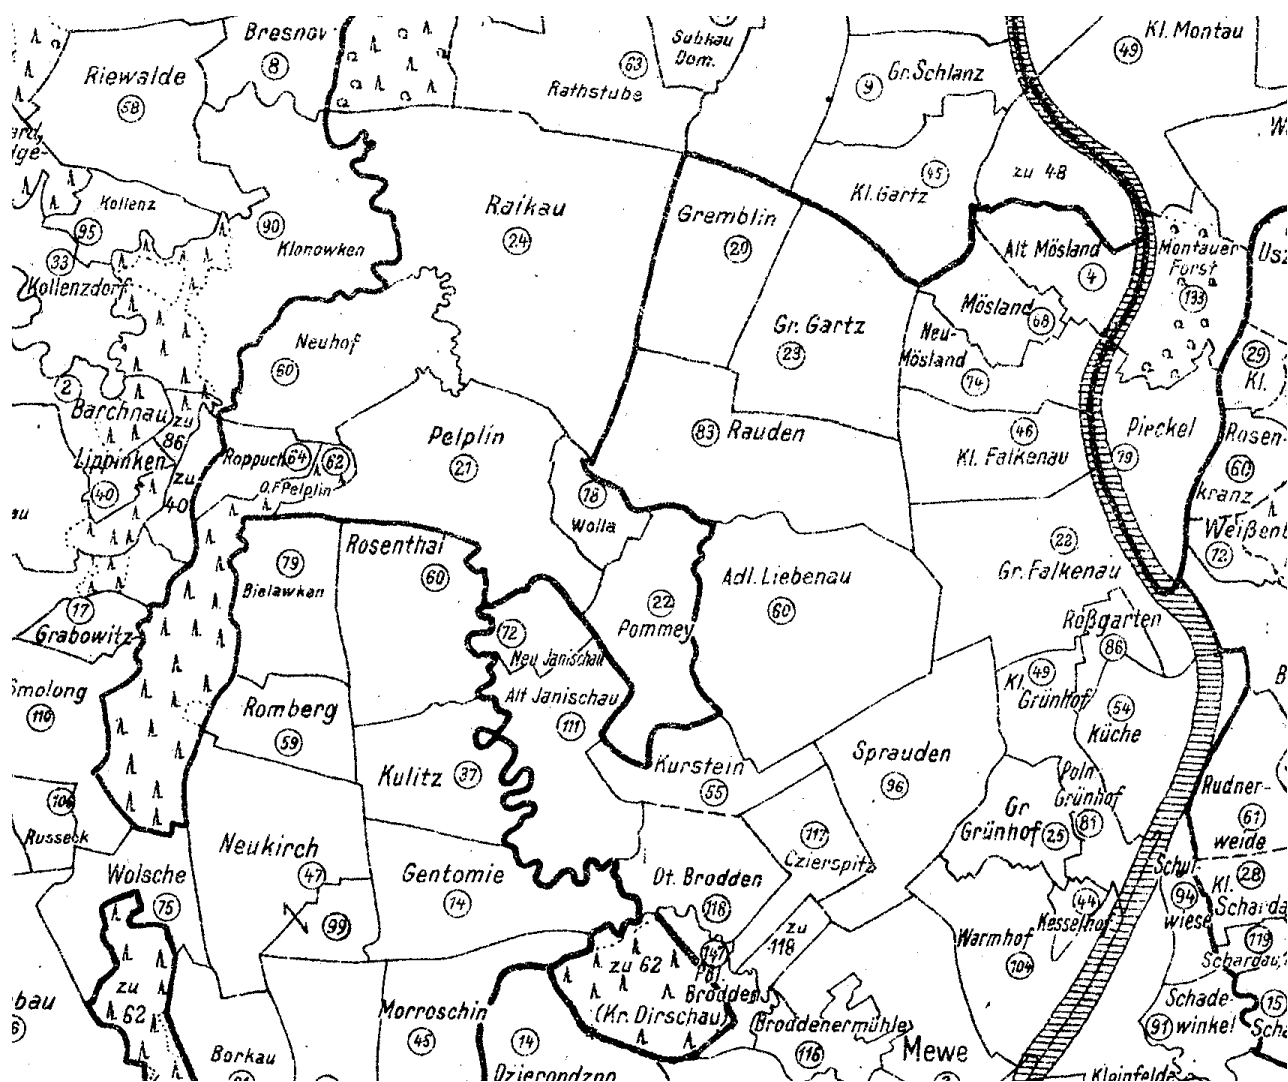 Bresnov
8
Riewalde
58
Subkau
Dom.
63
Rathstube
Gr. Schlanz
9
Kl. Montau
49
Kollenz
95
90
Klonowken
33
Kollenzdorf
Raikau
24
Gremblin
20
45
Kl. Gartz
zu 48
Alt Mösland
4
Montauer
Forst
133
Mösland
68
Neu-
Mösland
74
Gr. Gartz
23
Neuhof
60
29
Kl.
2
Barchnau
zu
86
Lippinken
40
zu
40
Roppuch
64
62
O.F. Pelplin
Pelplin
21
83
Rauden
46
Kl. Falkenau
Pieckel
19
Rosen-
60
kranz
18
Wolla
72
22
Gr. Falkenau
79
Bielawken
Rosenthal
60
Adl. Liebenau
60
22
Pommey
17
Grabowitz
72
Neu Janischau
Roßgarten
86
Smolong
110
Alt Janischau
111
49
Kl.
Grünhof
54
Küche
Romberg
59
Kulitz
37
Kurstein
55
Sprauden
96
Poln.
Grünhof
81
Gr
Grünhof
25
Rudner-
61
weide
Russeck
Neukirch
47
99
117
Czierspitz
Wolsche
75
Gentomie
14
Dt. Brodden
118
Schul-
94
wiese
28
Kl.
44
Kesselhof
zu
118
Warmhof
104
119
Schardau
147
Pol.
Brodden
zu 62
(Kr. Dirschau)
zu
62
Morroschin
45
Broddenermühle
116
Schade-
91
winkel
15
Borkau
14
Mewe
Kleinfelde